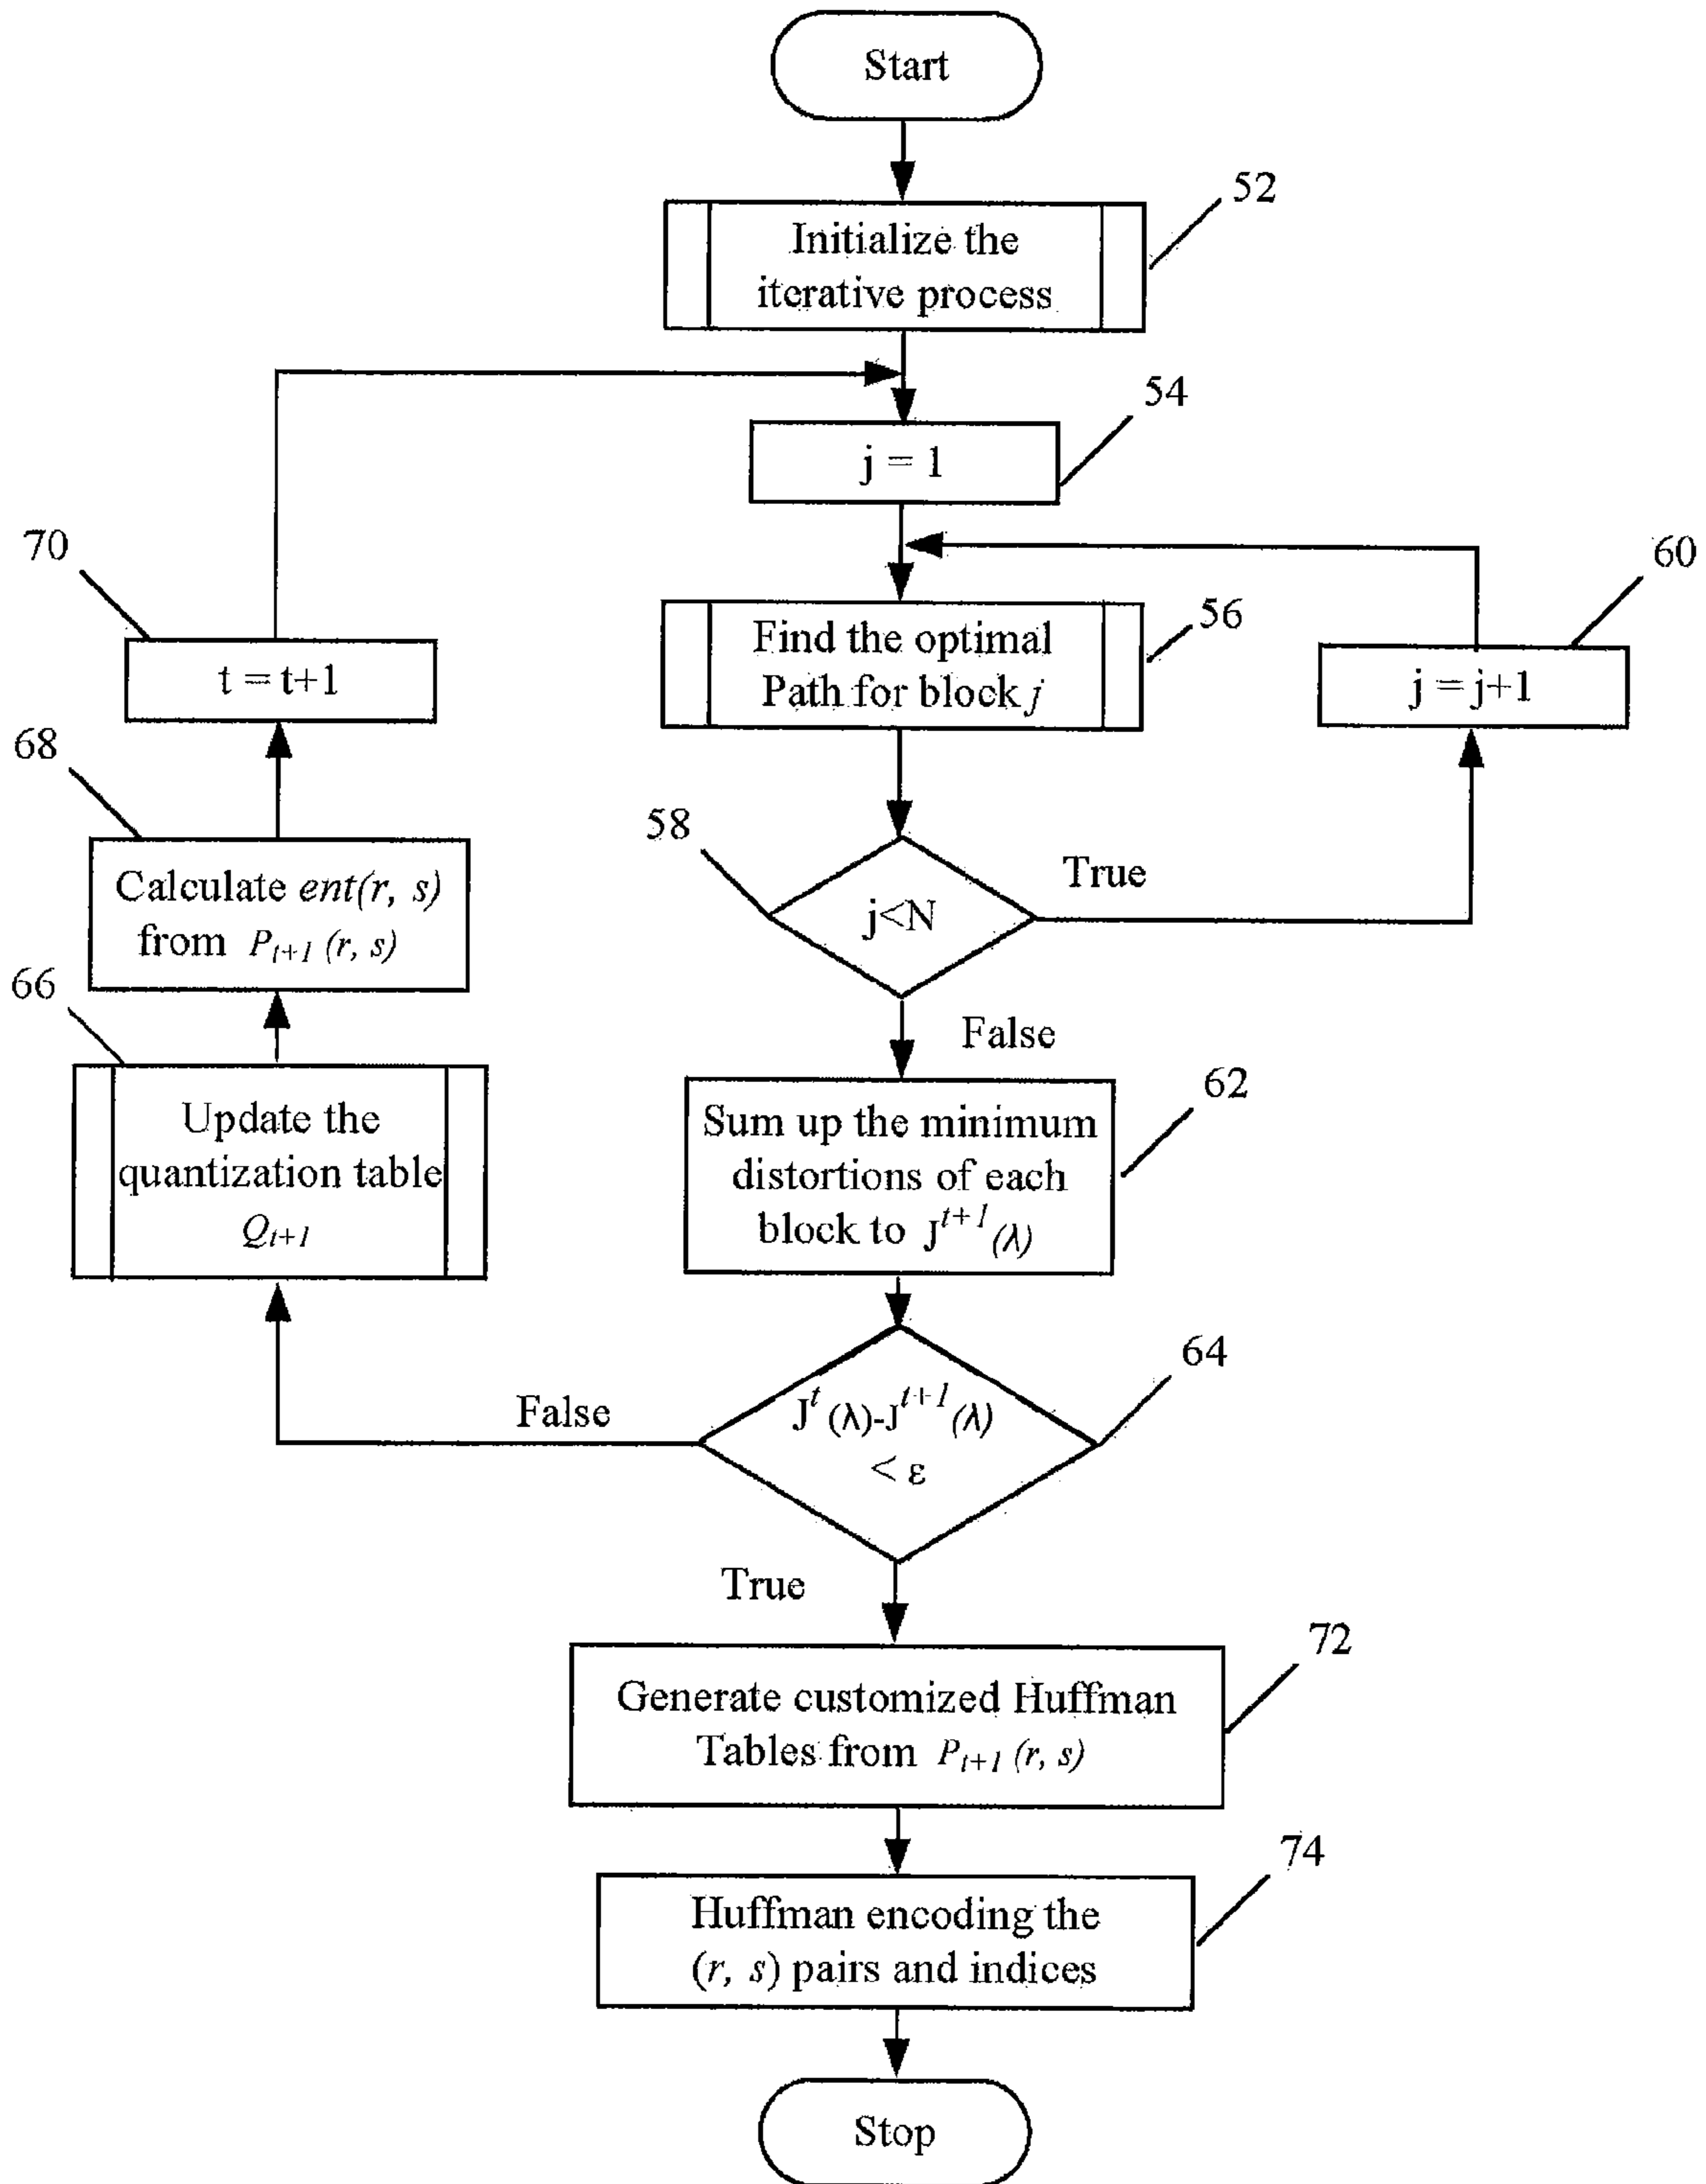 Start
52
Initialize the
iterative process
54
j = 1
70
60
56
Find the optimal
Path for block j
t = t+1
j = j+1
68
58
True
Calculate ent(r, s)
from P_{t+1} (r, s)
j<N
66
False
62
Update the
quantization table
Q_{t+1}
Sum up the minimum
distortions of each
block to J^{t+1}(λ)
64
False
J^t (λ)-J^{t+1}(λ)
< ε
True
72
Generate customized Huffman
Tables from P_{t+1} (r, s)
74
Huffman encoding the
(r, s) pairs and indices
Stop